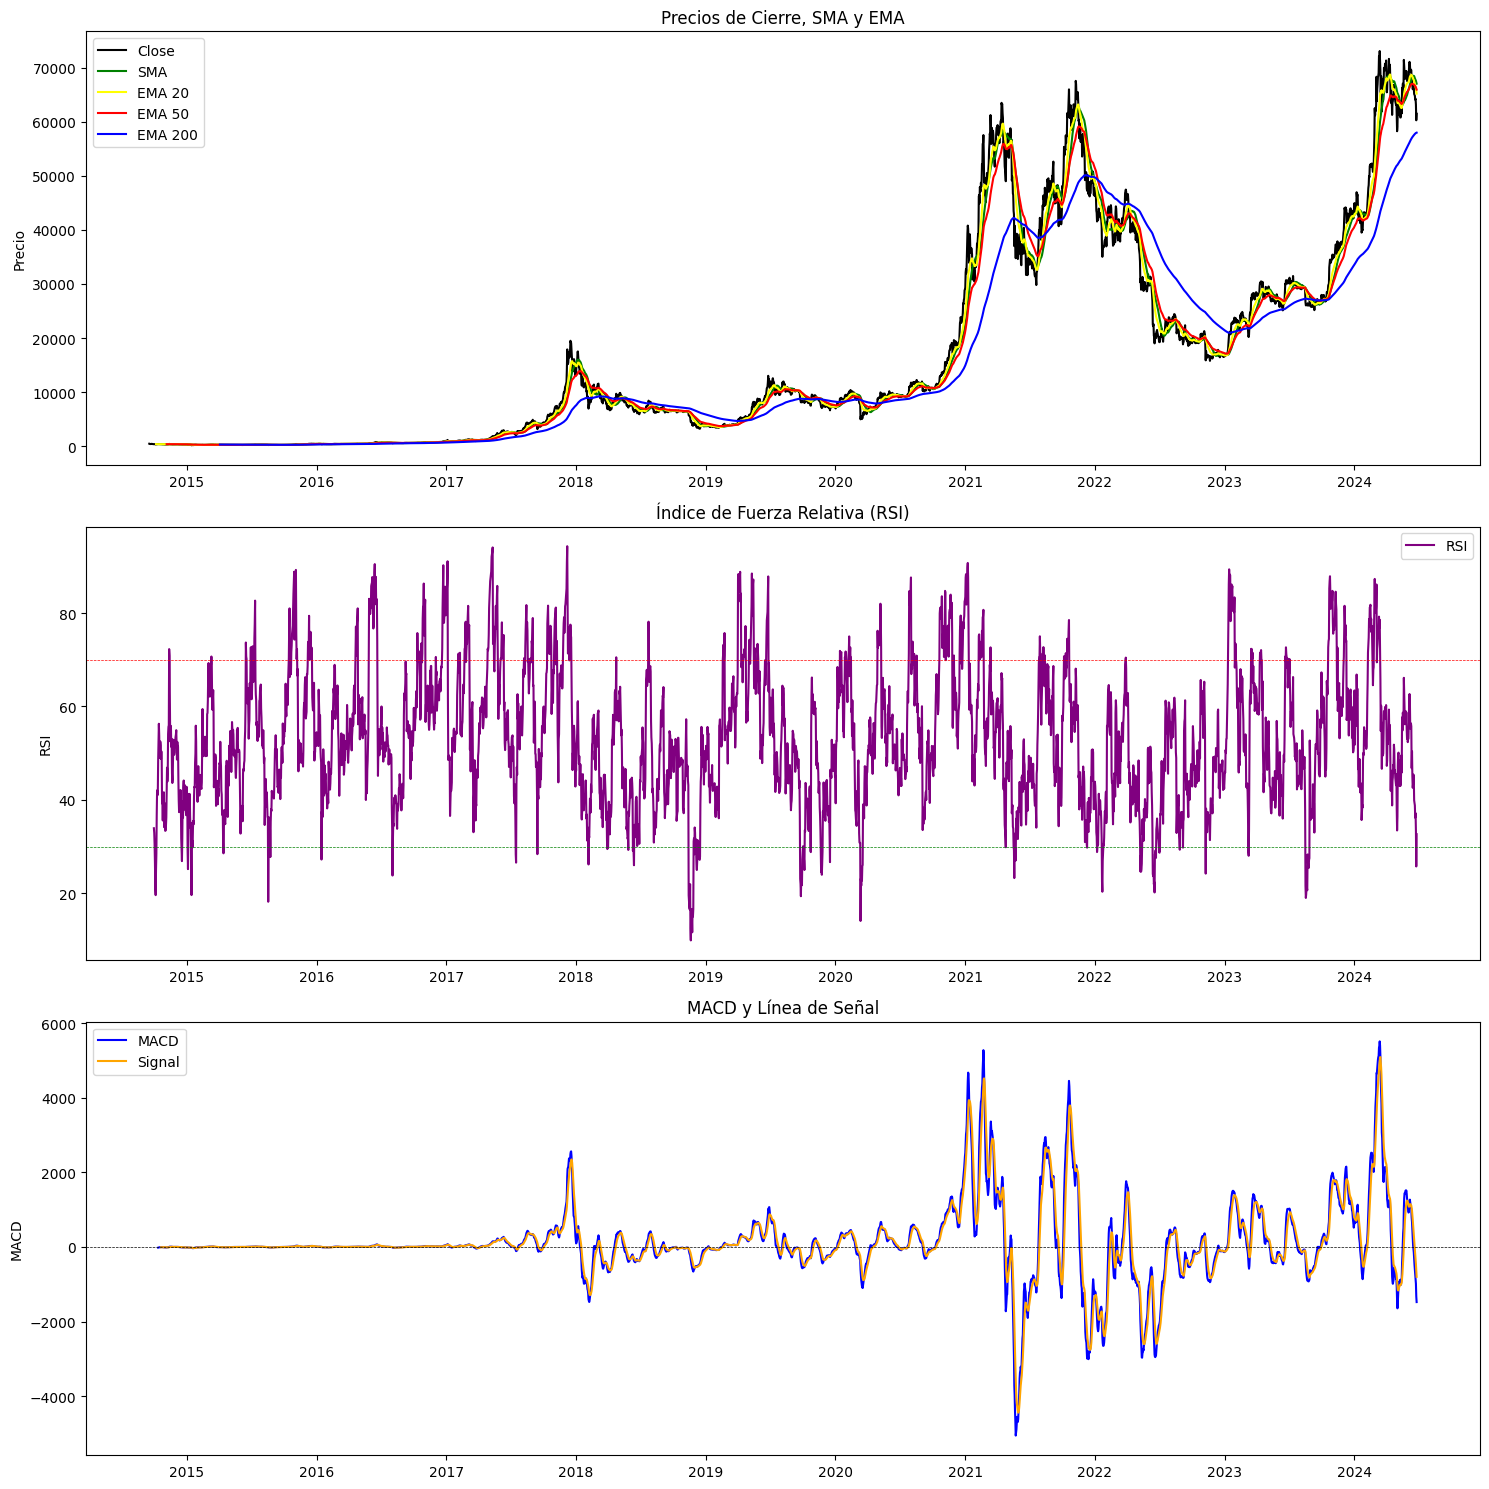 Precios de Cierre, SMA y EMA
Close
SMA
EMA 20
EMA 50
EMA 200
Precio
70000
60000
50000
40000
30000
20000
10000
0
2015 2016 2017 2018 2019 2020 2021 2022 2023 2024
Índice de Fuerza Relativa (RSI)
RSI
RSI
80
60
40
20
2015 2016 2017 2018 2019 2020 2021 2022 2023 2024
MACD y Línea de Señal
MACD
Signal
MACD
6000
4000
2000
0
−2000
−4000
2015 2016 2017 2018 2019 2020 2021 2022 2023 2024